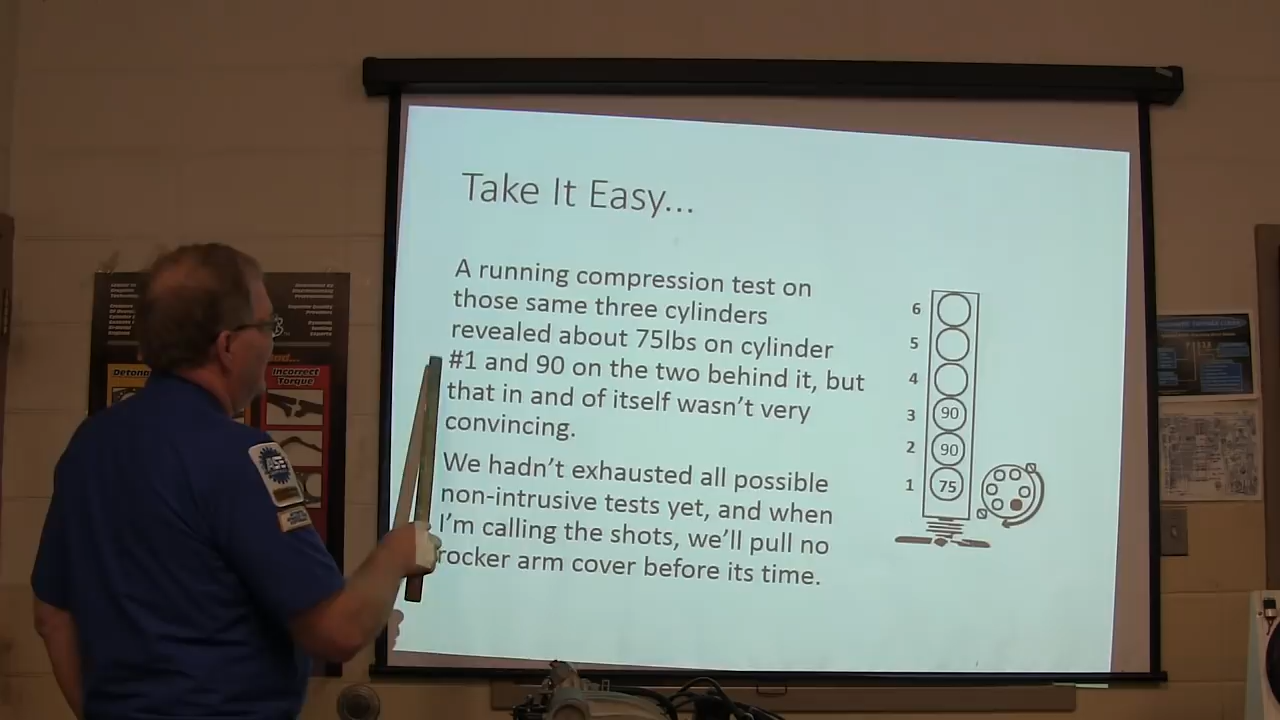 Take It Easy...
A running compression test on
those same three cylinders
revealed about 75lbs on cylinder
#1 and 90 on the two behind it, but
that in and of itself wasn't very
convincing.
We hadn't exhausted all possible
non-intrusive tests yet, and when
I'm calling the shots, we'll pull no
rocker arm cover before its time.
6
5
4
3 90
2 90
1 75
Incorrect
Torque
ASE